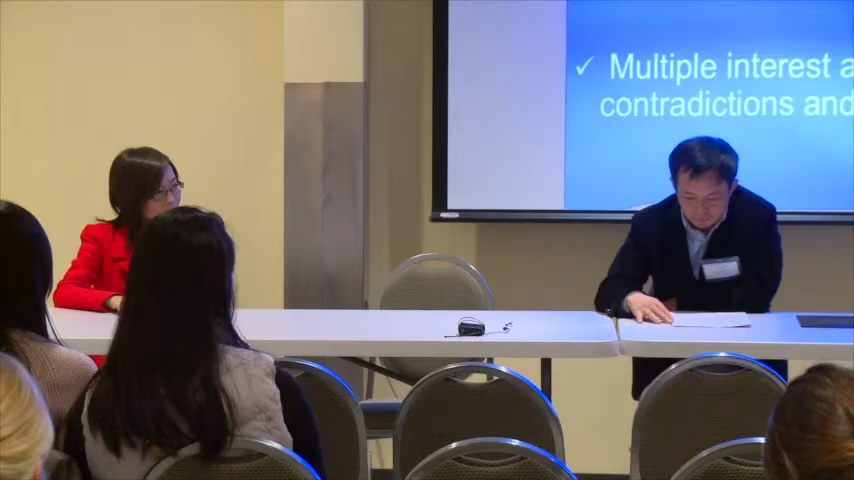 ✓ Multiple interest a
contradictions and